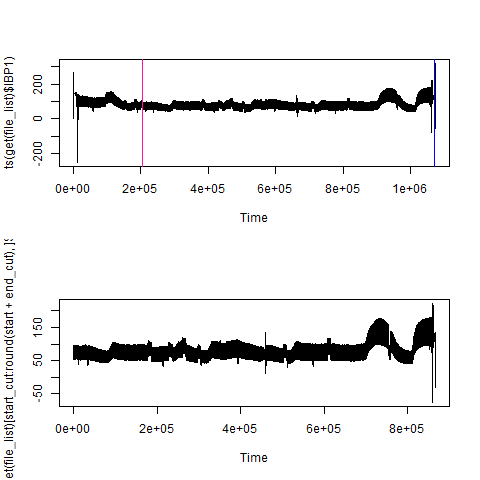 ts(get(file_list)$IBP1)
-200 0 200
0e+00 2e+05 4e+05 6e+05 8e+05 1e+06
Time
et(file_list)[start_cut:round(start + end_cut), ]$
-50 50 150
0e+00 2e+05 4e+05 6e+05 8e+05
Time